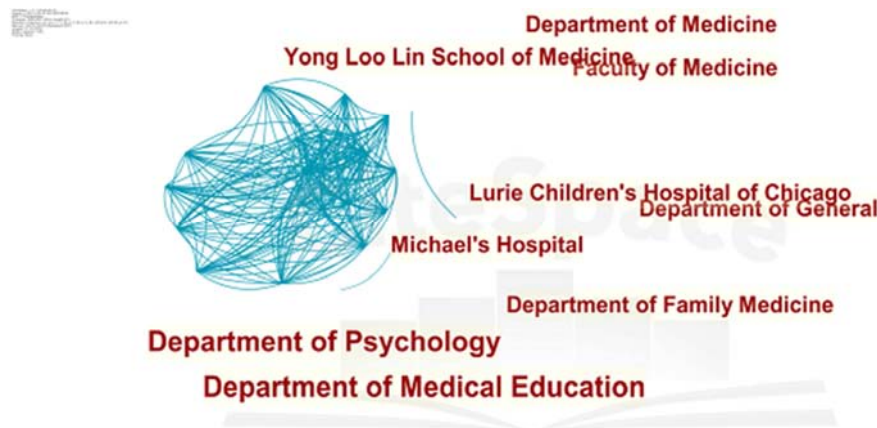 Department of Medicine
Yong Loo Lin School of Medicine
Faculty of Medicine
Lurie Children's Hospital of Chicago
Department of General
Michael's Hospital
Department of Family Medicine
Department of Psychology
Department of Medical Education
CiteSpace